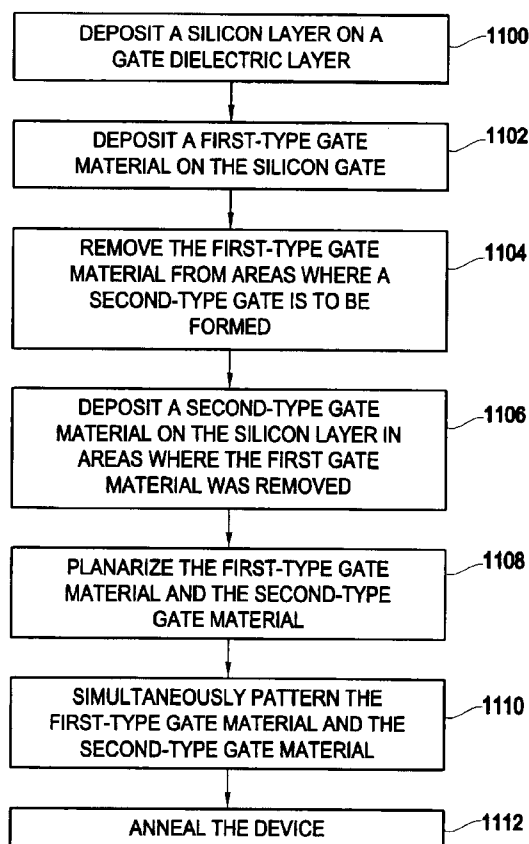 DEPOSIT A SILICON LAYER ON A
GATE DIELECTRIC LAYER
1100
DEPOSIT A FIRST-TYPE GATE
MATERIAL ON THE SILICON GATE
1102
REMOVE THE FIRST-TYPE GATE
MATERIAL FROM AREAS WHERE A
SECOND-TYPE GATE IS TO BE
FORMED
1104
DEPOSIT A SECOND-TYPE GATE
MATERIAL ON THE SILICON LAYER IN
AREAS WHERE THE FIRST GATE
MATERIAL WAS REMOVED
1106
PLANARIZE THE FIRST-TYPE GATE
MATERIAL AND THE SECOND-TYPE
GATE MATERIAL
1108
SIMULTANEOUSLY PATTERN THE
FIRST-TYPE GATE MATERIAL AND THE
SECOND-TYPE GATE MATERIAL
1110
ANNEAL THE DEVICE
1112